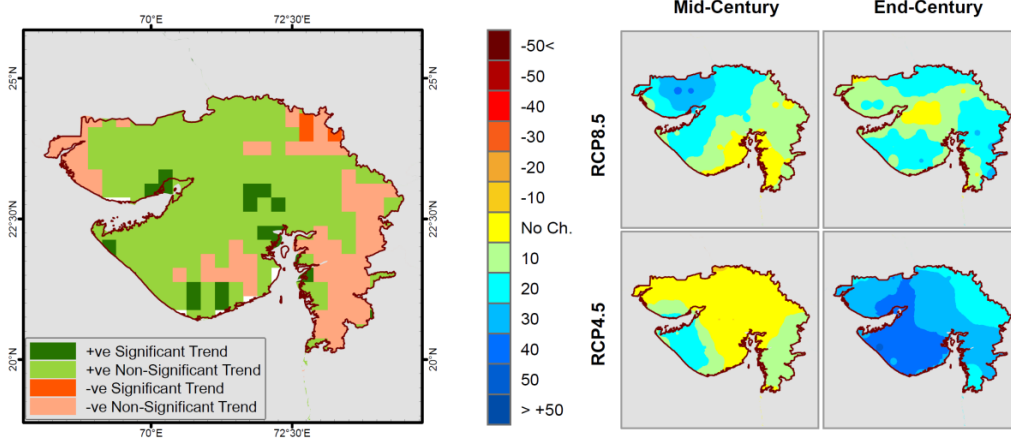 70°E
72°30'E
25°N
22°30'N
20°N
25°N
22°30'N
20°N
+ve Significant Trend
+ve Non-Significant Trend
-ve Significant Trend
-ve Non-Significant Trend
70°E
72°30'E
-50<
-50
-40
-30
-20
-10
No Ch.
10
20
30
40
50
> +50
Mid-Century
End-Century
RCP8.5
RCP4.5